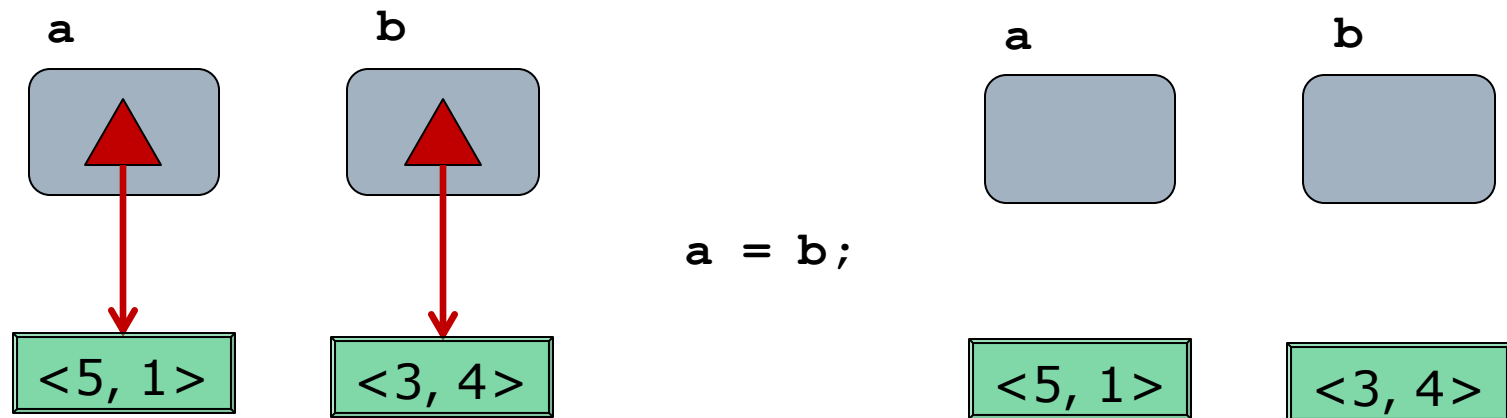 a b a b
a = b;
<5, 1> <3, 4> <5, 1> <3, 4>